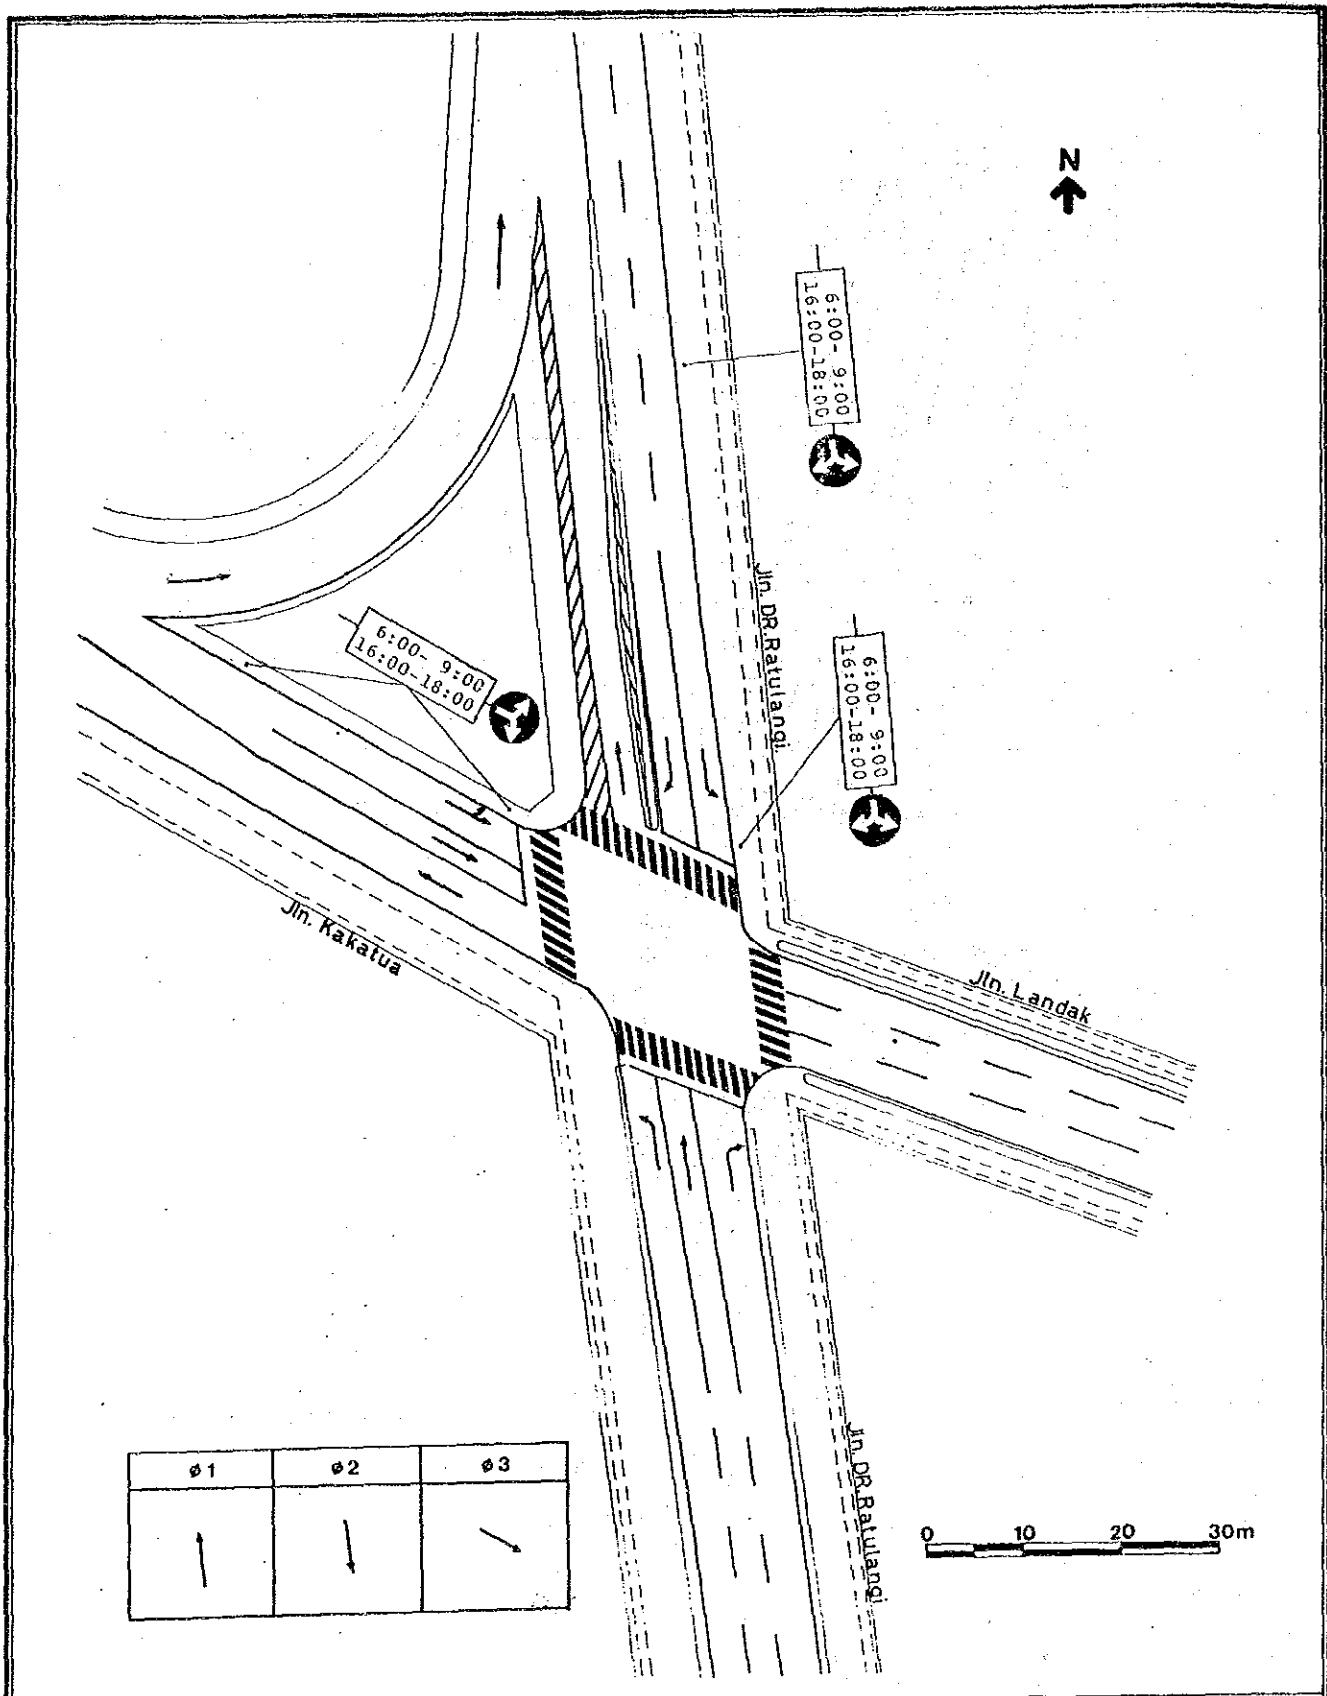 N
6:00- 9:00
16:00-18:00
Jln. DR.Ratulangi.
6:00- 9:00
16:00-18:00
6:00- 9:00
16:00-18:00
Jln. Kakatua
Jln. Landak
ø1 ø2 ø3
Jln. DR.Ratulangi
0 10 20 30m